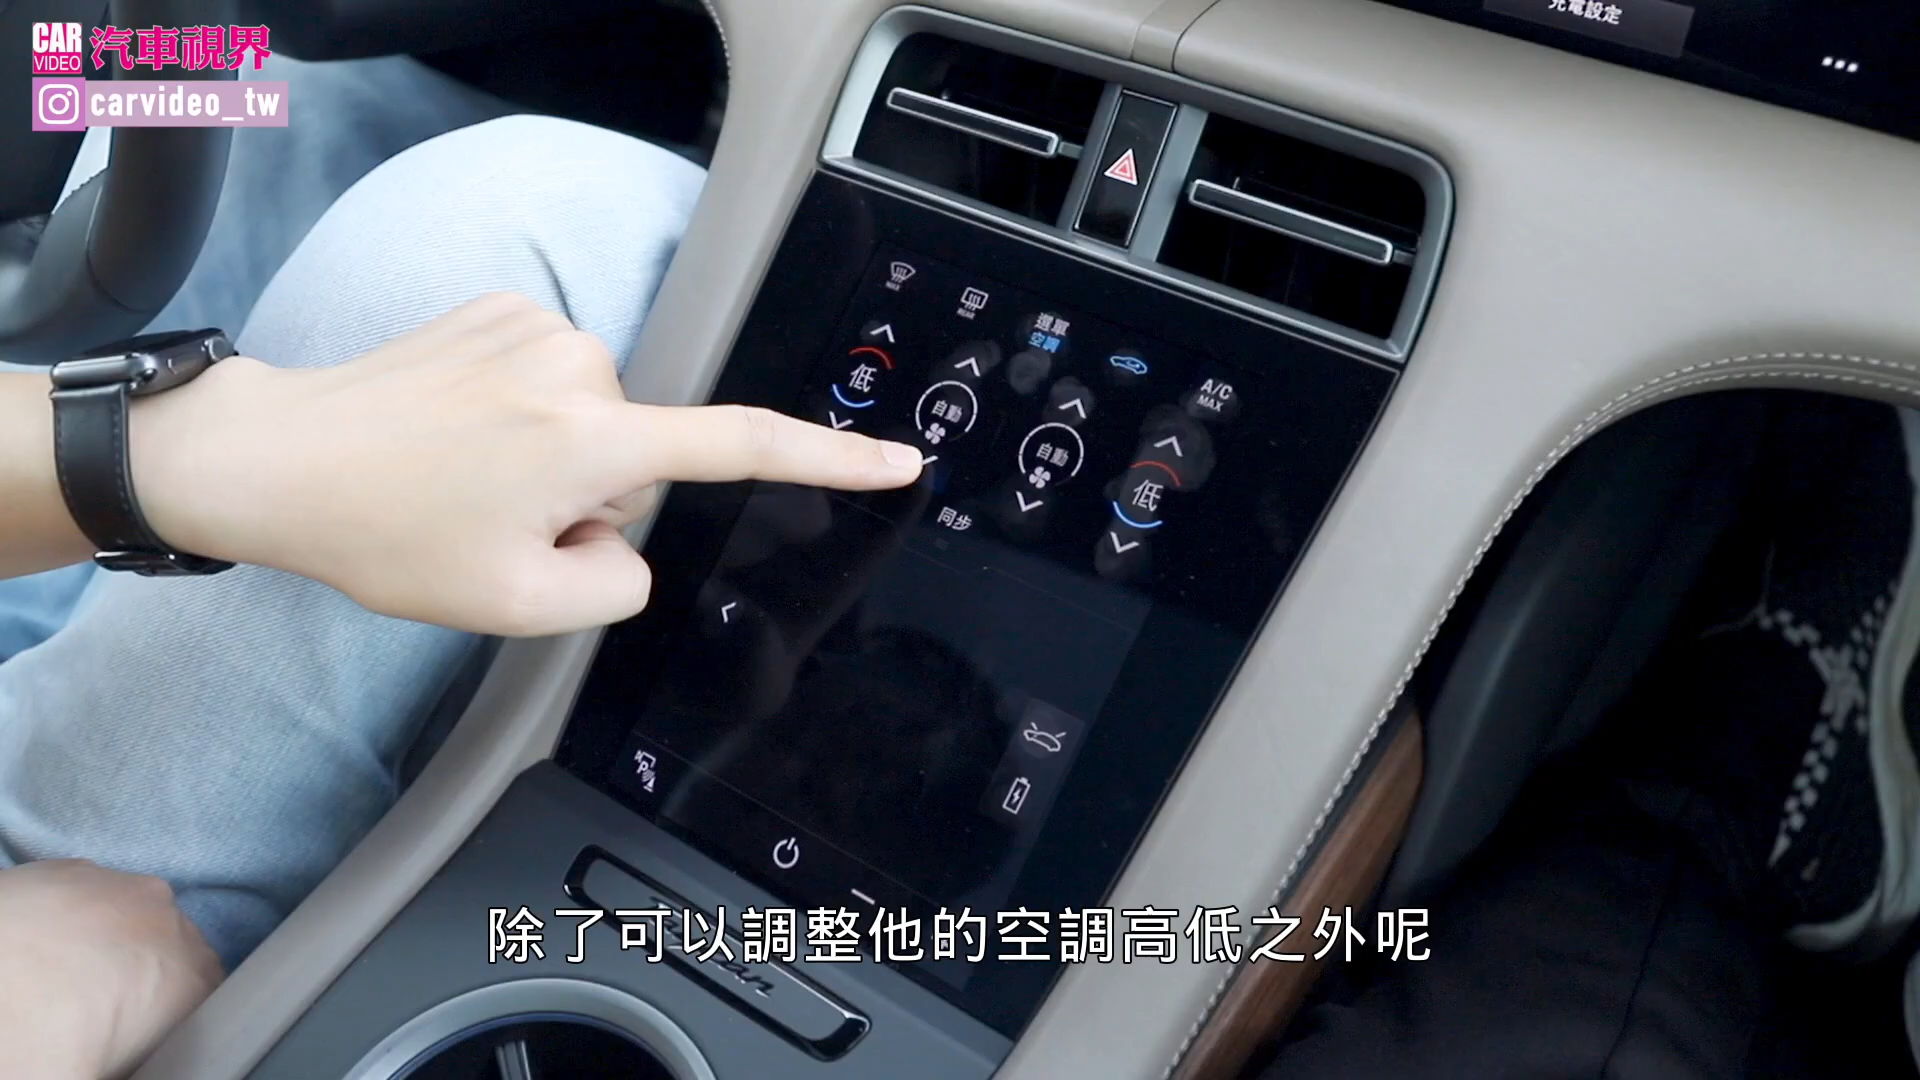 CAR
VIDEO
汽車視界
carvideo_tw
充電設定
MAX
REAR
選單
空調
A/C
MAX
低
自動
自動
低
同步
P
除了可以調整他的空調高低之外呢